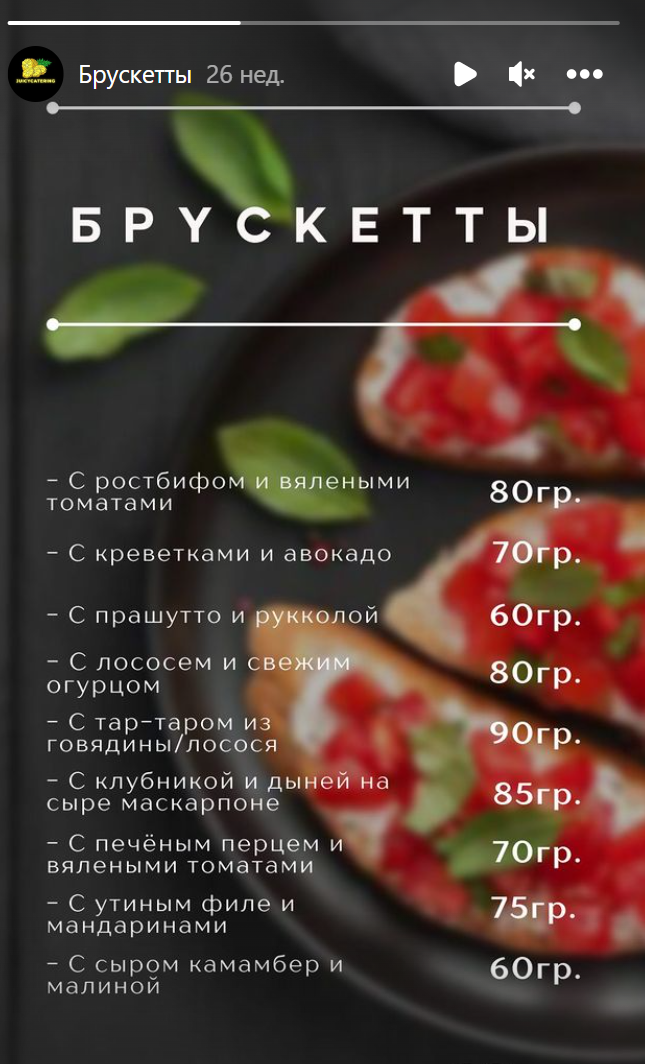 JUICYCATERING
Брускетты 26 нед.
БРУСКЕТТЫ
- С ростбифом и вялеными
томатами
80гр.
- С креветками и авокадо
70гр.
- С прашутто и рукколой
60гр.
- С лососем и свежим
огурцом
80гр.
- С тар-таром из
говядины/лосося
90гр.
- С клубникой и дыней на
сыре маскарпоне
85гр.
- С печёным перцем и
вялеными томатами
70гр.
- С утиным филе и
мандаринами
75гр.
- С сыром камамбер и
малиной
60гр.